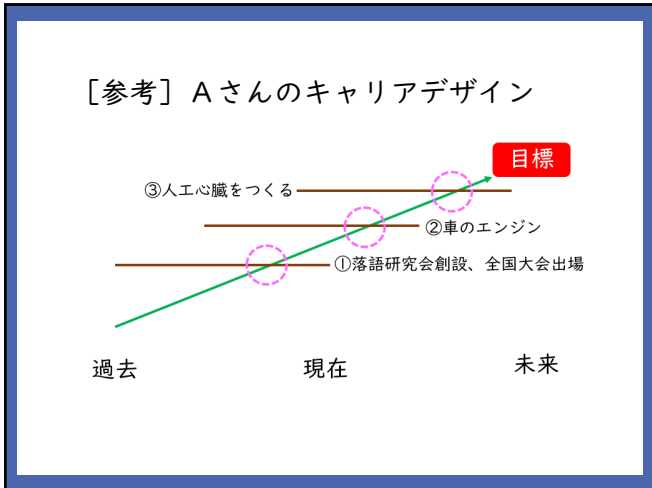 ［参考］Ａさんのキャリアデザイン
目標
③人工心臓をつくる
②車のエンジン
①落語研究会創設、全国大会出場
過去
現在
未来